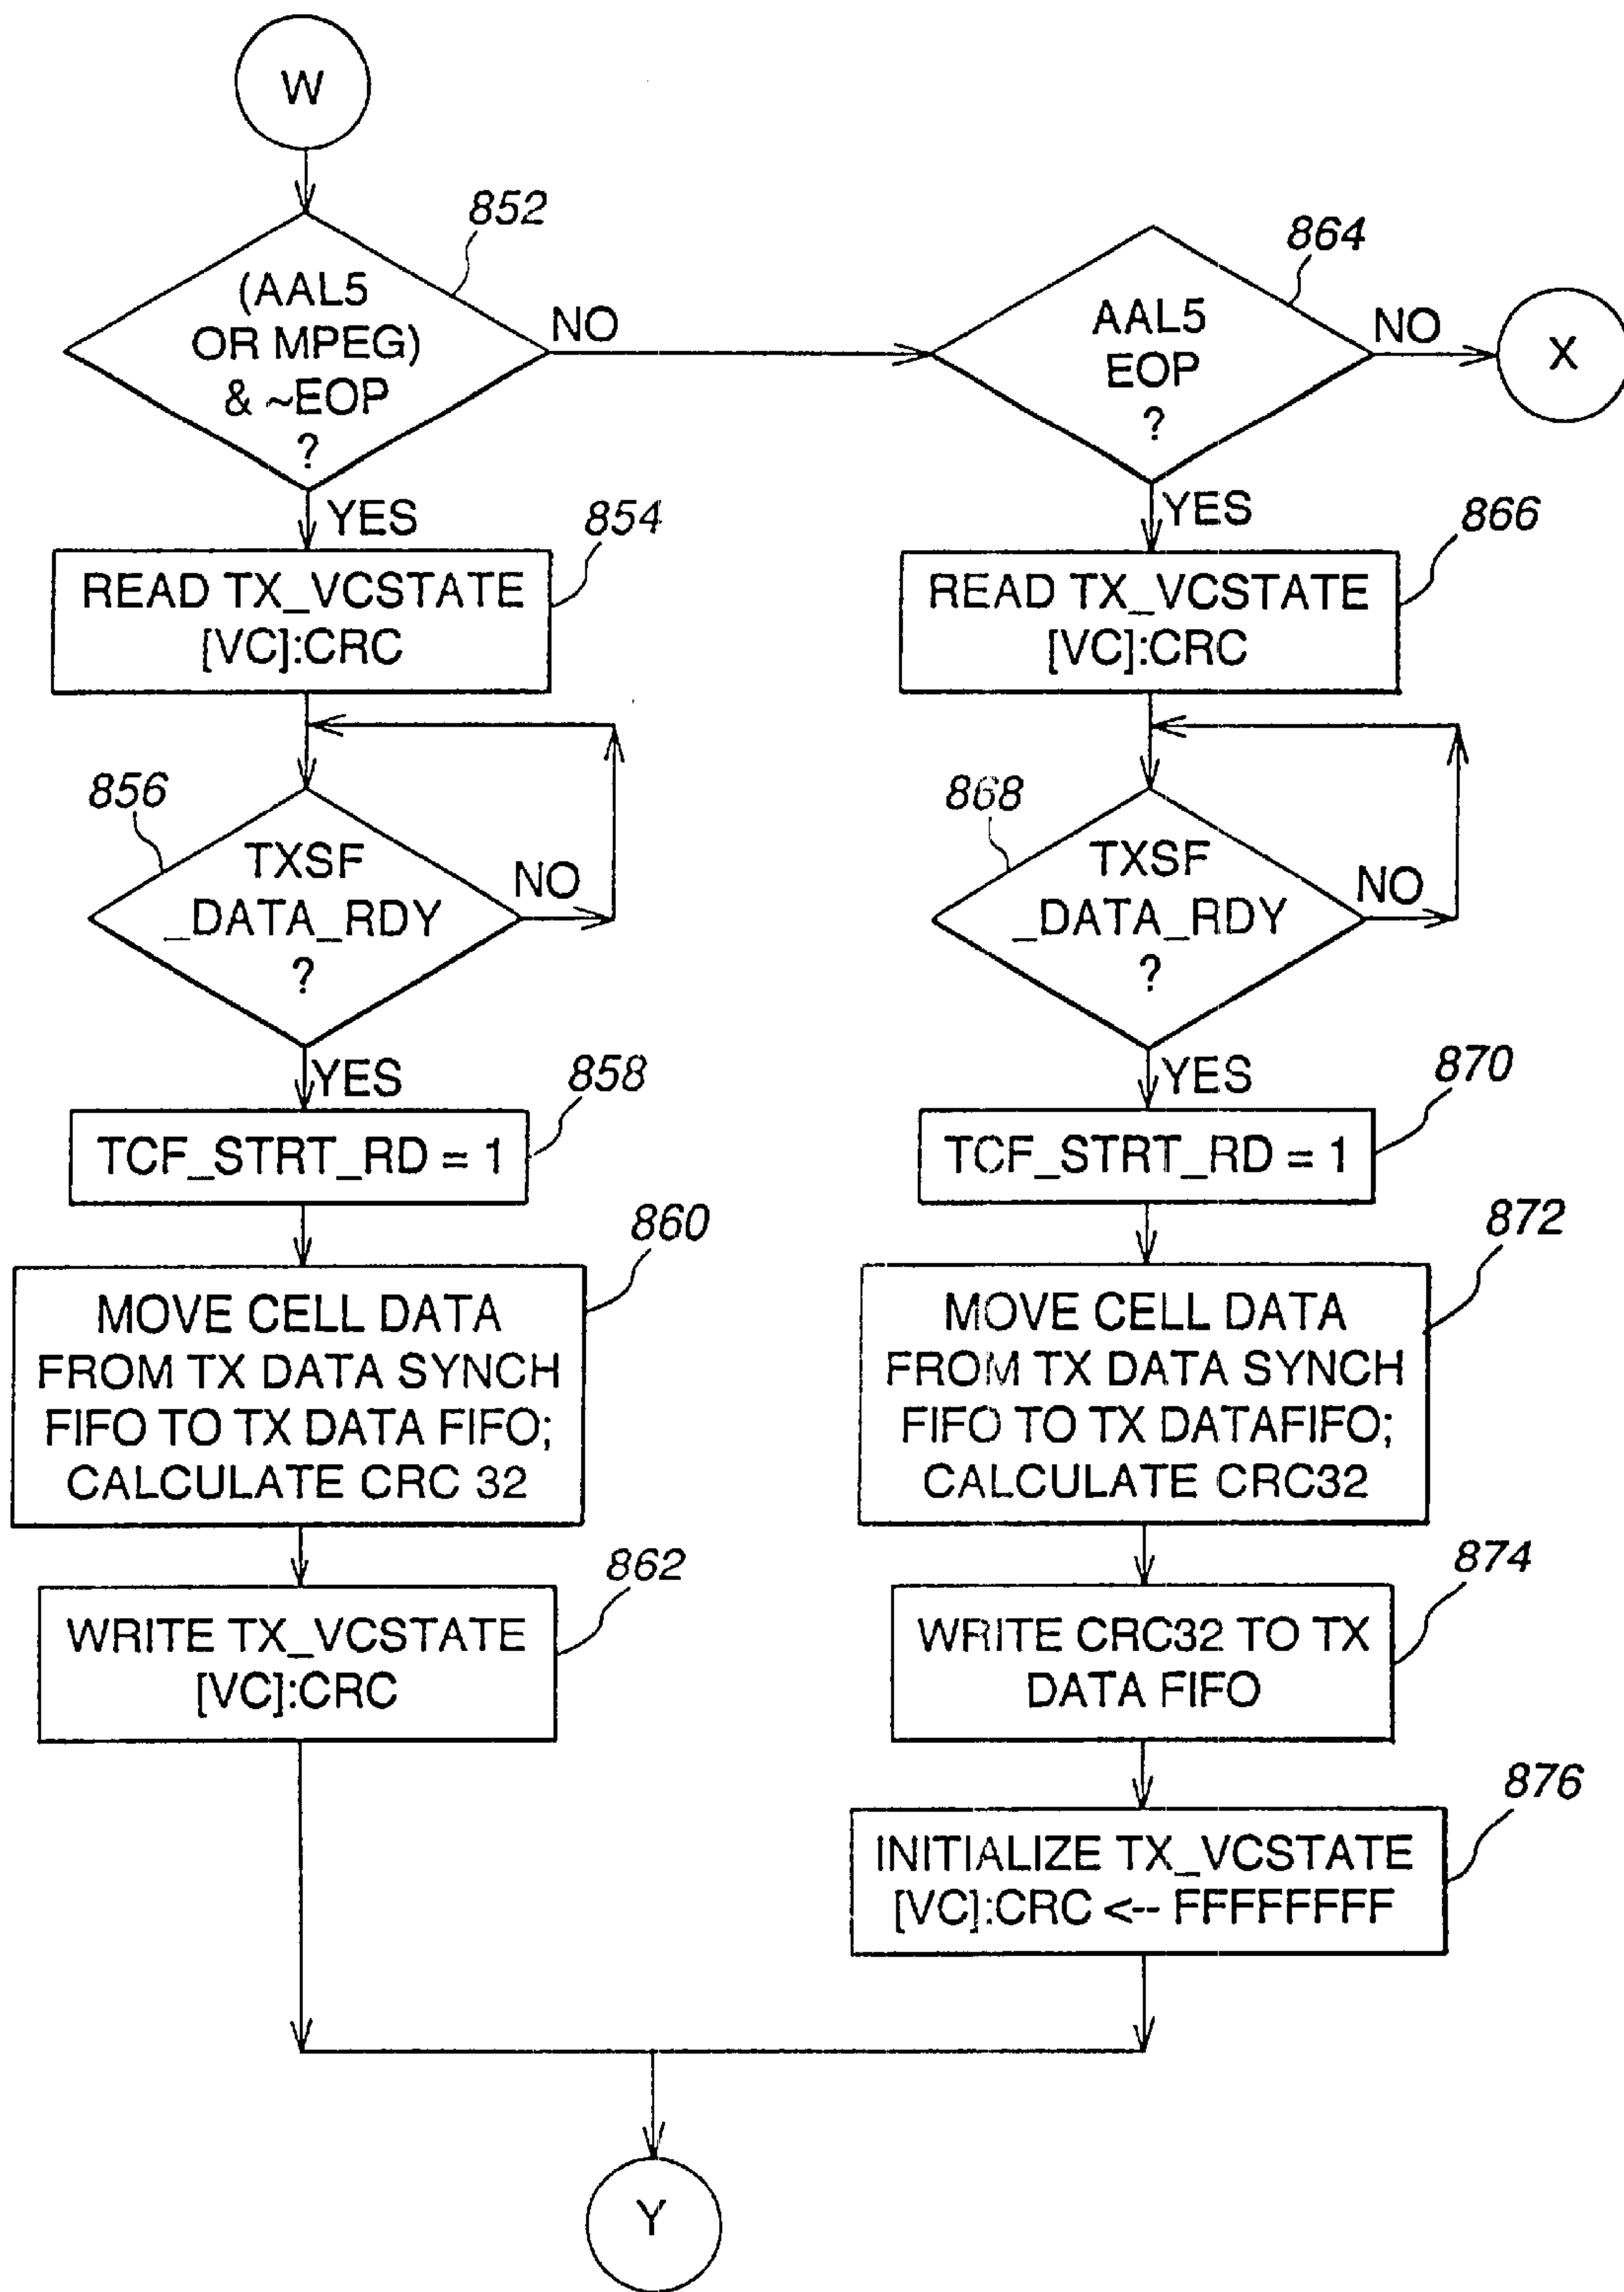 W
852
(AAL5
OR MPEG)
& ~EOP
?
NO
YES
864
AAL5
EOP
?
NO
X
YES
854
READ TX_VCSTATE
[VC]:CRC
866
READ TX_VCSTATE
[VC]:CRC
856
TXSF
_DATA_RDY
?
NO
YES
868
TXSF
_DATA_RDY
?
NO
YES
858
TCF_STRT_RD = 1
870
TCF_STRT_RD = 1
860
MOVE CELL DATA
FROM TX DATA SYNCH
FIFO TO TX DATA FIFO;
CALCULATE CRC 32
872
MOVE CELL DATA
FROM TX DATA SYNCH
FIFO TO TX DATAFIFO;
CALCULATE CRC32
862
WRITE TX_VCSTATE
[VC]:CRC
874
WRITE CRC32 TO TX
DATA FIFO
876
INITIALIZE TX_VCSTATE
[VC]:CRC <-- FFFFFFFF
Y